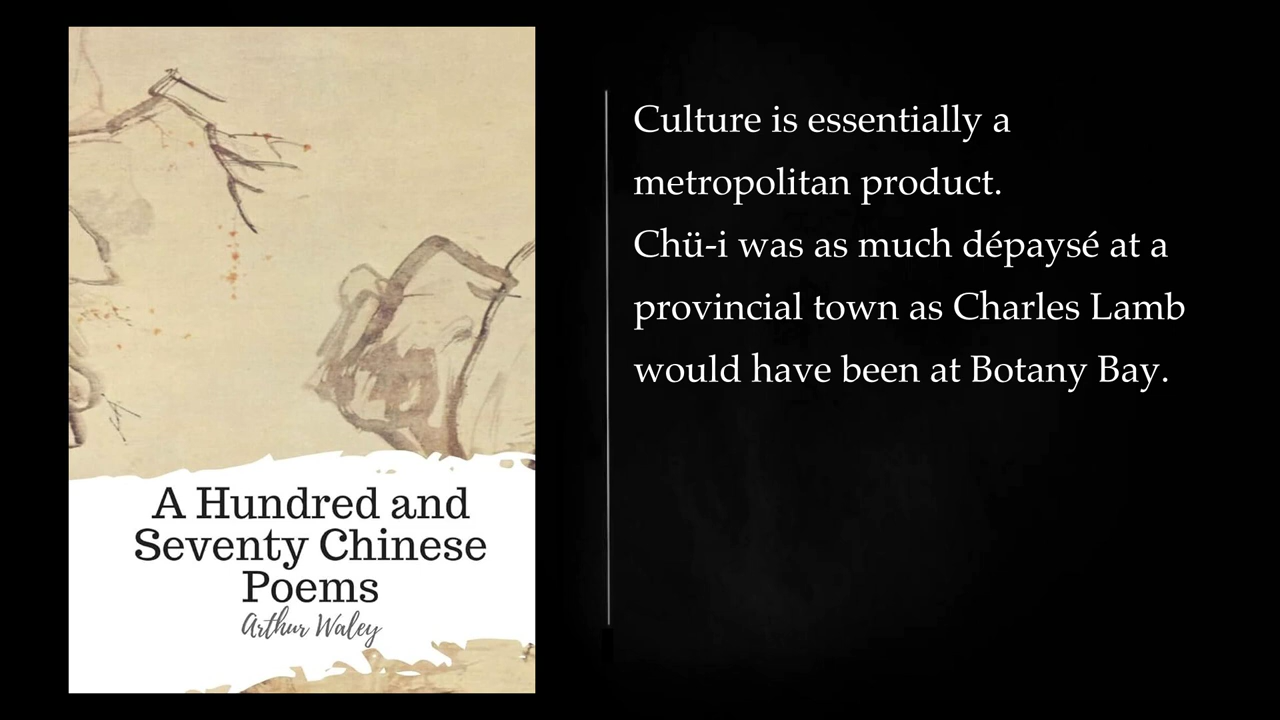 A Hundred and
Seventy Chinese
Poems
Arthur Waley
Culture is essentially a
metropolitan product.
Chü-i was as much dépaysé at a
provincial town as Charles Lamb
would have been at Botany Bay.